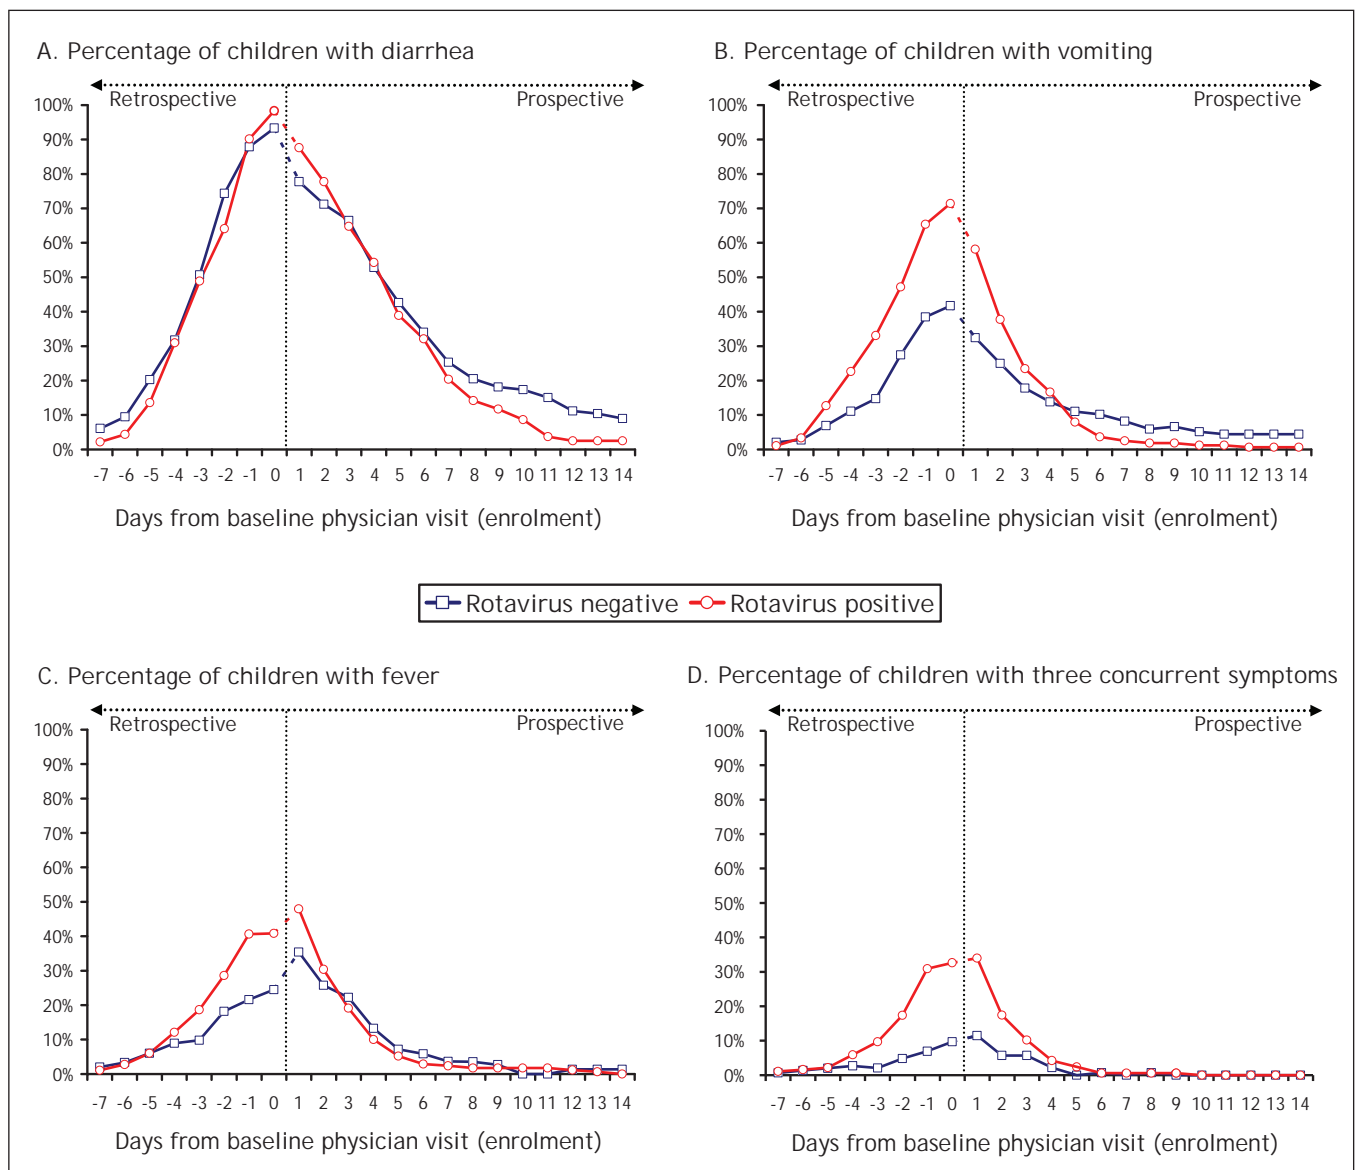 A. Percentage of children with diarrhea
Retrospective Prospective
100%
90%
80%
70%
60%
50%
40%
30%
20%
10%
0%
-7 -6 -5 -4 -3 -2 -1 0 1 2 3 4 5 6 7 8 9 10 11 12 13 14
Days from baseline physician visit (enrolment)
B. Percentage of children with vomiting
Retrospective Prospective
100%
90%
80%
70%
60%
50%
40%
30%
20%
10%
0%
-7 -6 -5 -4 -3 -2 -1 0 1 2 3 4 5 6 7 8 9 10 11 12 13 14
Days from baseline physician visit (enrolment)
Rotavirus negative Rotavirus positive
C. Percentage of children with fever
Retrospective Prospective
100%
90%
80%
70%
60%
50%
40%
30%
20%
10%
0%
-7 -6 -5 -4 -3 -2 -1 0 1 2 3 4 5 6 7 8 9 10 11 12 13 14
Days from baseline physician visit (enrolment)
D. Percentage of children with three concurrent symptoms
Retrospective Prospective
100%
90%
80%
70%
60%
50%
40%
30%
20%
10%
0%
-7 -6 -5 -4 -3 -2 -1 0 1 2 3 4 5 6 7 8 9 10 11 12 13 14
Days from baseline physician visit (enrolment)